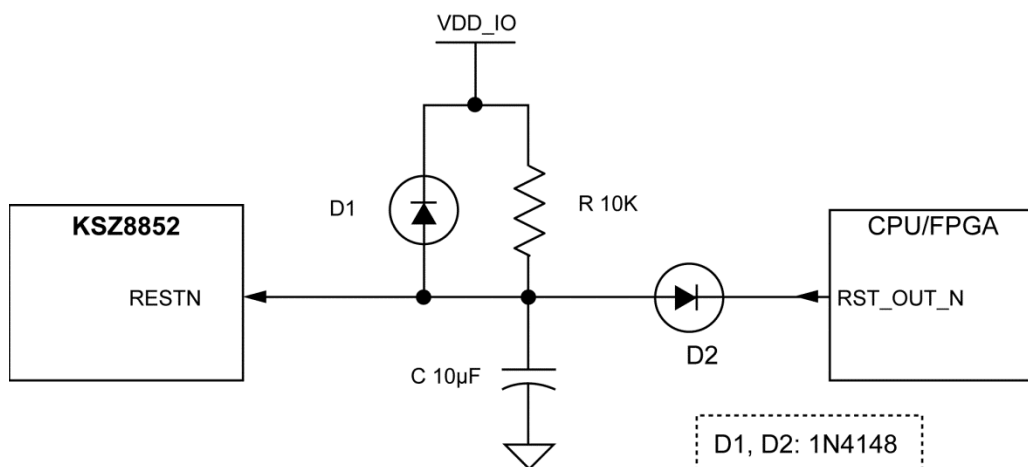 VDD_IO
D1
R 10K
KSZ8852
CPU/FPGA
RESTN
RST_OUT_N
D2
C 10µF
D1, D2: 1N4148